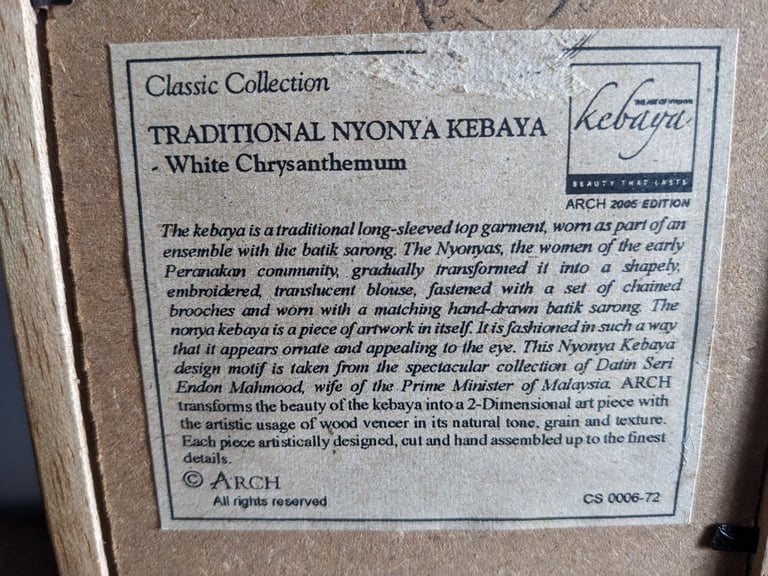 Classic Collection
TRADITIONAL NYONYA KEBAYA
- White Chrysanthemum
THE AGE OF NYONYA
kebaya
BEAUTY THAT LASTS
ARCH 2005 EDITION
The kebaya is a traditional long-sleeved top garment, worn as part of an
ensemble with the batik sarong. The Nyonyas, the women of the early
Peranakan community, gradually transformed it into a shapely,
embroidered, translucent blouse, fastened with a set of chained
brooches and worn with a matching hand-drawn batik sarong. The
nonya kebaya is a piece of artwork in itself. It is fashioned in such a way
that it appears ornate and appealing to the eye. This Nyonya Kebaya
design motif is taken from the spectacular collection of Datin Seri
Endon Mahmood, wife of the Prime Minister of Malaysia. ARCH
transforms the beauty of the kebaya into a 2-Dimensional art piece with
the artistic usage of wood veneer in its natural tone, grain and texture.
Each piece artistically designed, cut and hand assembled up to the finest
details.
© ARCH
All rights reserved
CS 0006-72